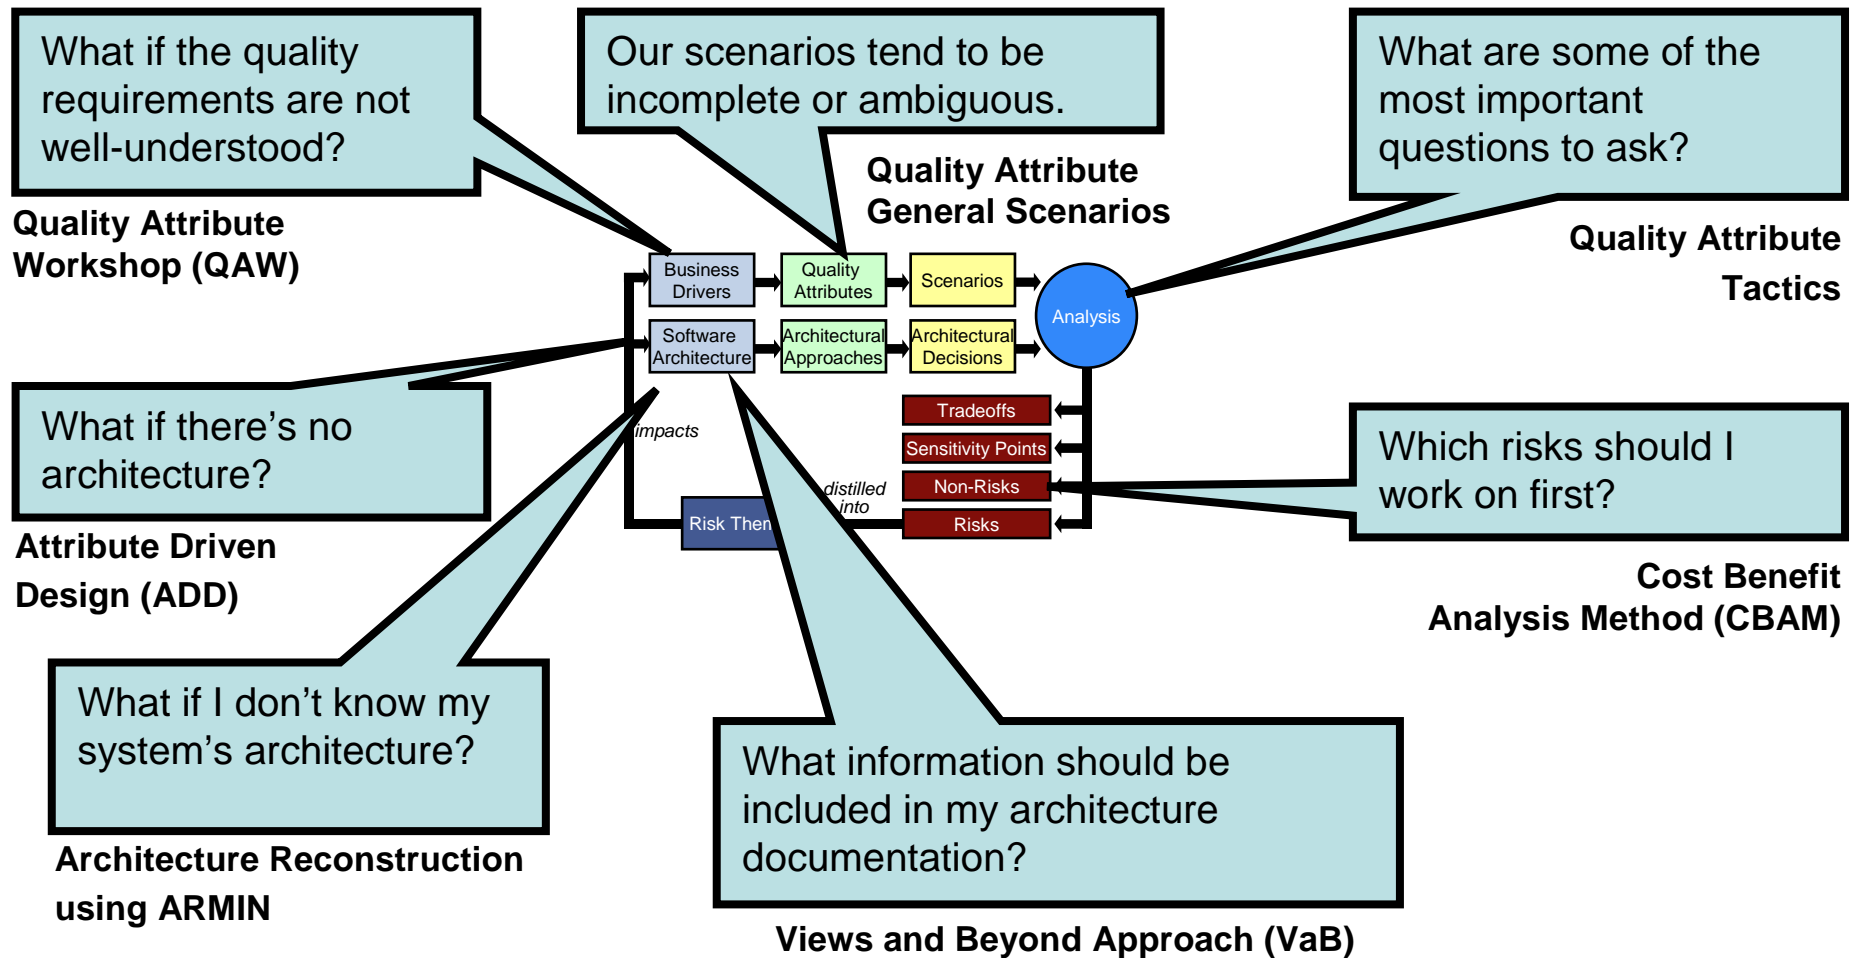 What if the quality
requirements are not
well-understood?
Quality Attribute
Workshop (QAW)
Our scenarios tend to be
incomplete or ambiguous.
Quality Attribute
General Scenarios
What are some of the
most important
questions to ask?
Quality Attribute
Tactics
Business
Drivers
Quality
Attributes
Scenarios
Analysis
Software
Architecture
Architectural
Approaches
Architectural
Decisions
What if there’s no
architecture?
Attribute Driven
Design (ADD)
impacts
Tradeoffs
Sensitivity Points
Non-Risks
Risks
distilled
into
Risk Them
Which risks should I
work on first?
Cost Benefit
Analysis Method (CBAM)
What if I don’t know my
system’s architecture?
Architecture Reconstruction
using ARMIN
What information should be
included in my architecture
documentation?
Views and Beyond Approach (VaB)